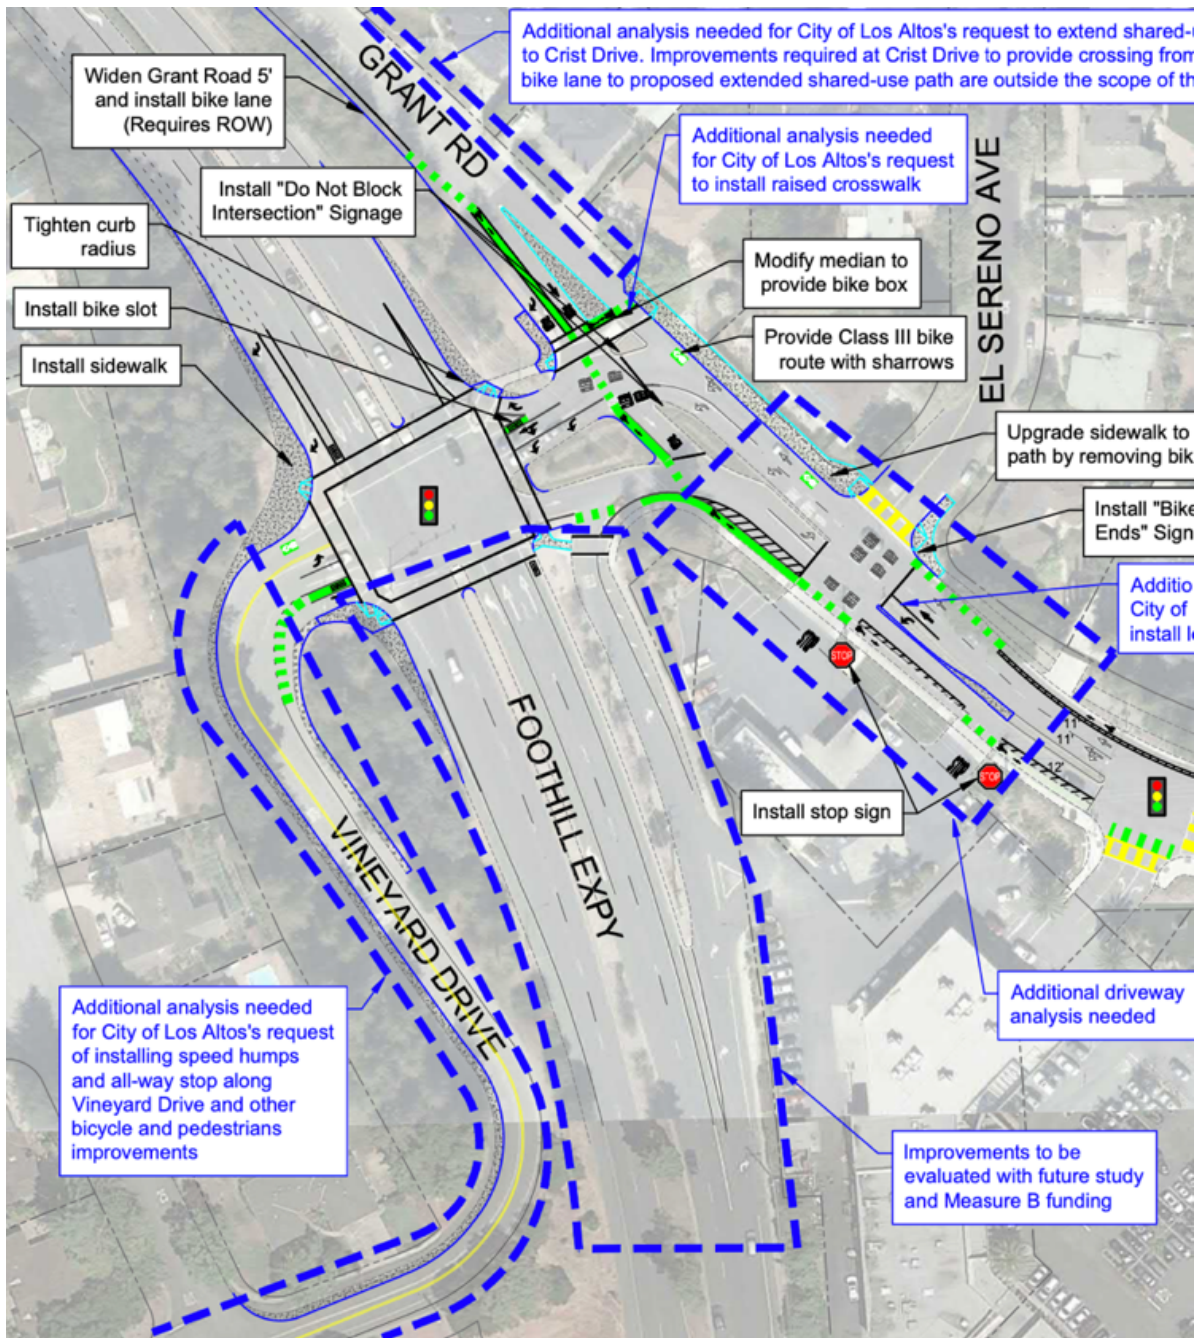 Additional analysis needed for City of Los Altos's request to extend shared-u
to Crist Drive. Improvements required at Crist Drive to provide crossing from
bike lane to proposed extended shared-use path are outside the scope of th
Widen Grant Road 5'
and install bike lane
(Requires ROW)
GRANT RD
Additional analysis needed
for City of Los Altos's request
to install raised crosswalk
EL SERENO AVE
Install "Do Not Block
Intersection" Signage
Tighten curb
radius
Modify median to
provide bike box
Install bike slot
Provide Class III bike
route with sharrows
Install sidewalk
Upgrade sidewalk to
path by removing bik
Install "Bike
Ends" Sign
Additio
City of
install le
STOP
STOP
11'
11'
12'
Install stop sign
FOOTHILL EXPY
VINEYARD DRIVE
Additional driveway
analysis needed
Additional analysis needed
for City of Los Altos's request
of installing speed humps
and all-way stop along
Vineyard Drive and other
bicycle and pedestrians
improvements
Improvements to be
evaluated with future study
and Measure B funding